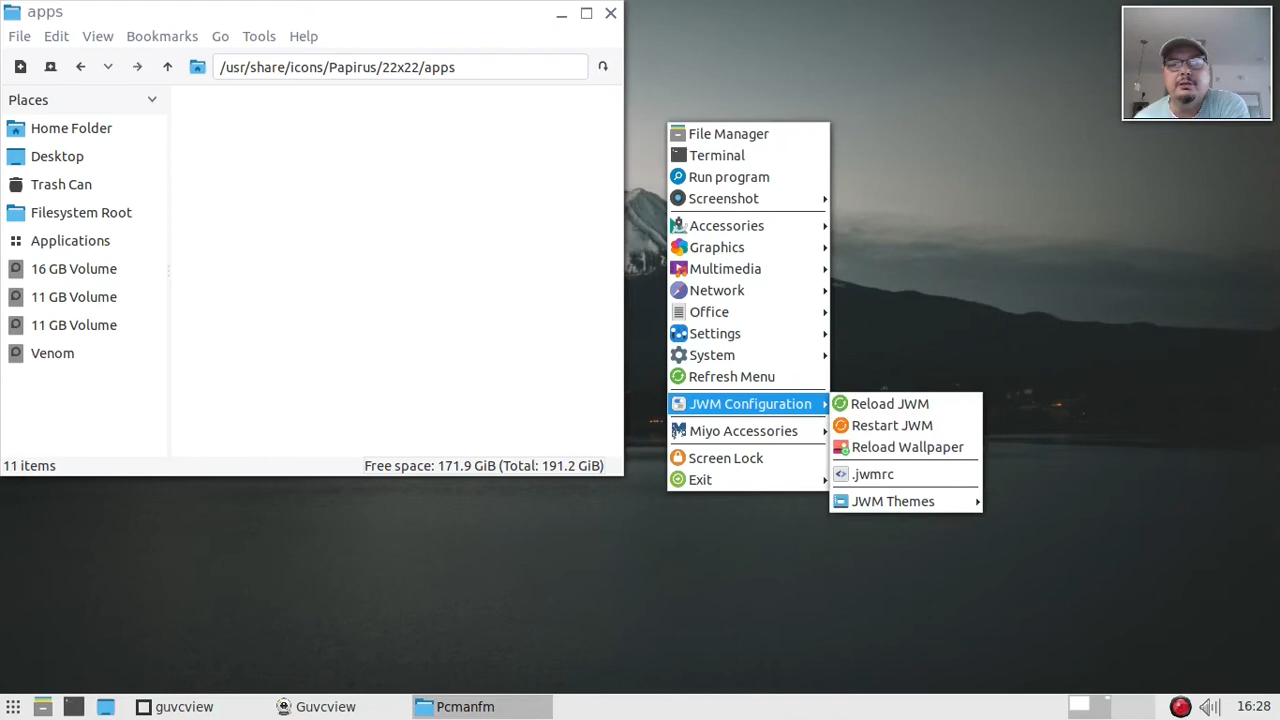 apps
File Edit View Bookmarks Go Tools Help
/usr/share/icons/Papirus/22x22/apps
Places
Home Folder
Desktop
Trash Can
Filesystem Root
Applications
16 GB Volume
11 GB Volume
11 GB Volume
Venom
11 items
Free space: 171.9 GiB (Total: 191.2 GiB)
File Manager
Terminal
Run program
Screenshot
Accessories
Graphics
Multimedia
Network
Office
Settings
System
Refresh Menu
JWM Configuration
Miyo Accessories
Screen Lock
Exit
Reload JWM
Restart JWM
Reload Wallpaper
.jwmrc
JWM Themes
guvcview
Guvcview
Pcmanfm
16:28